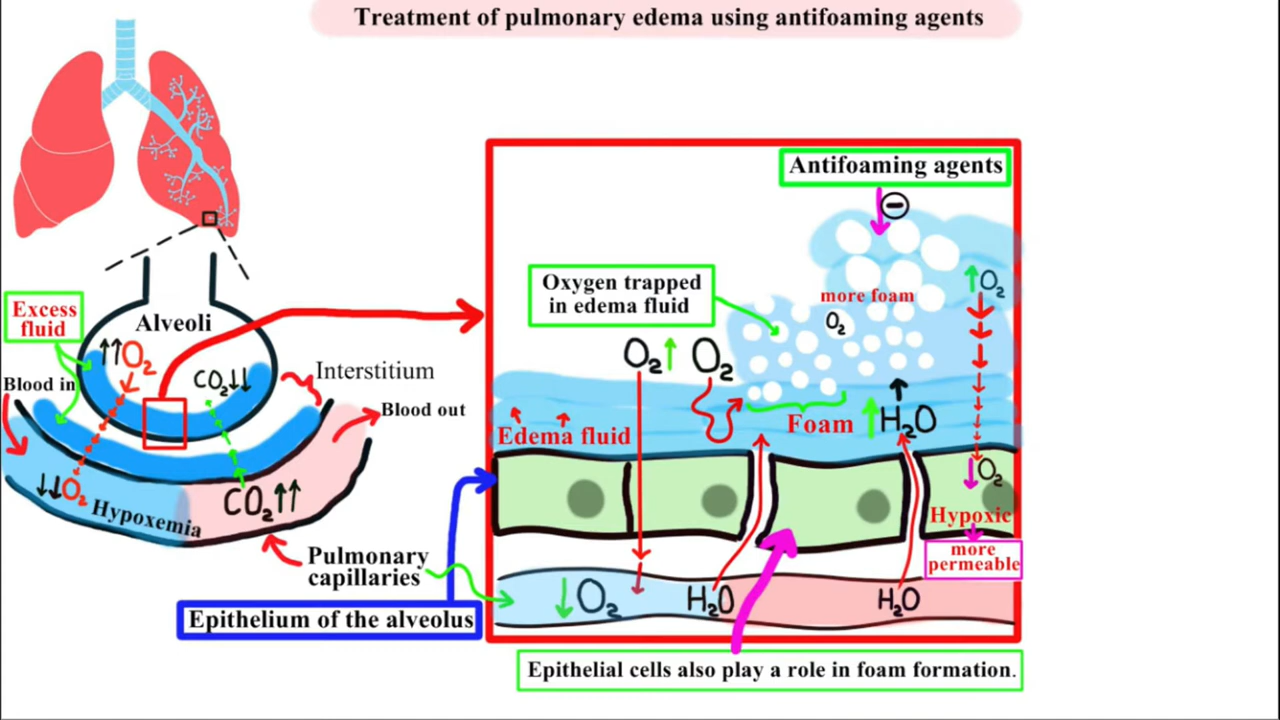 Treatment of pulmonary edema using antifoaming agents
Excess
fluid
Alveoli
↑↑O₂
CO₂↓↓
Blood in
Interstitium
Blood out
↓↓O₂
Hypoxemia
CO₂↑↑
Pulmonary
capillaries
Epithelium of the alveolus
Antifoaming agents
Oxygen trapped
in edema fluid
more foam
O₂
↑O₂
O₂↑ O₂
Edema fluid
Foam
↑H₂O
↓O₂
Hypoxic
more
permeable
↓O₂
H₂O
H₂O
Epithelial cells also play a role in foam formation.